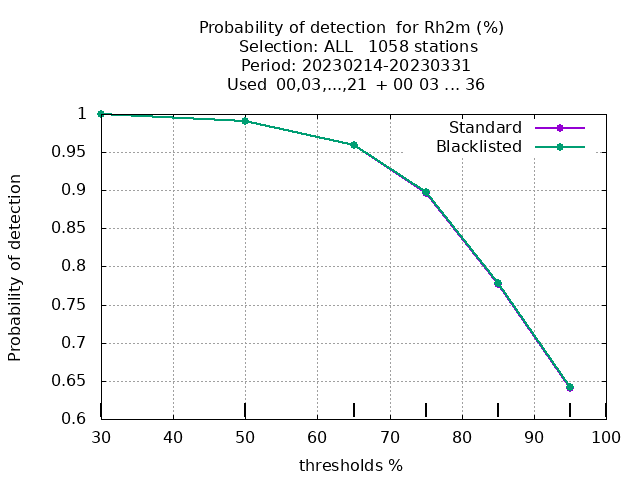 Probability of detection  for Rh2m (%)
Selection: ALL   1058 stations
Period: 20230214-20230331
Used  00,03,...,21  + 00 03 ... 36
Standard
Blacklisted
Probability of detection
1
0.95
0.9
0.85
0.8
0.75
0.7
0.65
0.6
30 40 50 60 70 80 90 100
thresholds %